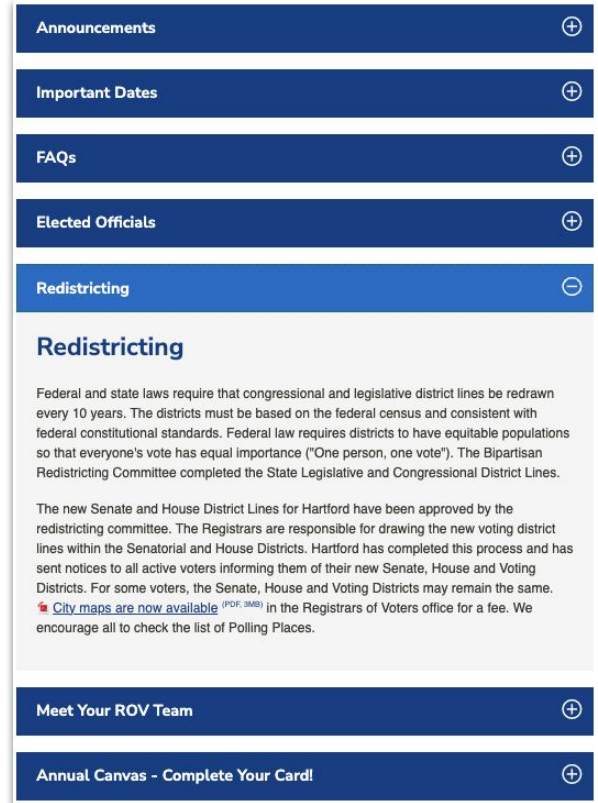 Announcements
Important Dates
FAQs
Elected Officials
Redistricting
Redistricting
Federal and state laws require that congressional and legislative district lines be redrawn
every 10 years. The districts must be based on the federal census and consistent with
federal constitutional standards. Federal law requires districts to have equitable populations
so that everyone's vote has equal importance ("One person, one vote"). The Bipartisan
Redistricting Committee completed the State Legislative and Congressional District Lines.
The new Senate and House District Lines for Hartford have been approved by the
redistricting committee. The Registrars are responsible for drawing the new voting district
lines within the Senatorial and House Districts. Hartford has completed this process and has
sent notices to all active voters informing them of their new Senate, House and Voting
Districts. For some voters, the Senate, House and Voting Districts may remain the same.
City maps are now available (PDF, 3MB) in the Registrars of Voters office for a fee. We
encourage all to check the list of Polling Places.
Meet Your ROV Team
Annual Canvas - Complete Your Card!